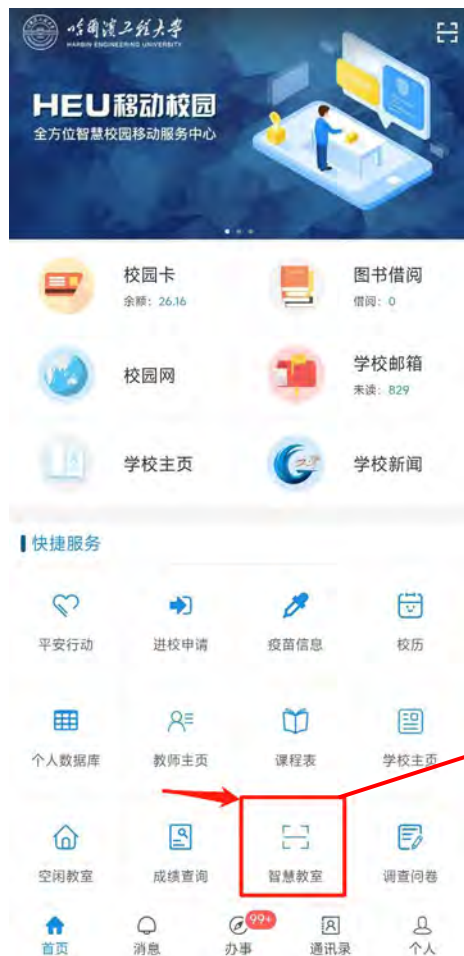 哈尔滨工程大学
HARBIN ENGINEERING UNIVERSITY
HEU移动校园
全方位智慧校园移动服务中心
校园卡
余额：26.16
图书借阅
借阅：0
校园网
学校邮箱
未读：829
学校主页
学校新闻
快捷服务
平安行动 进校申请 疫苗信息 校历
个人数据库 教师主页 课程表 学校主页
空闲教室 成绩查询 智慧教室 调查问卷
99+
首页 消息 办事 通讯录 个人